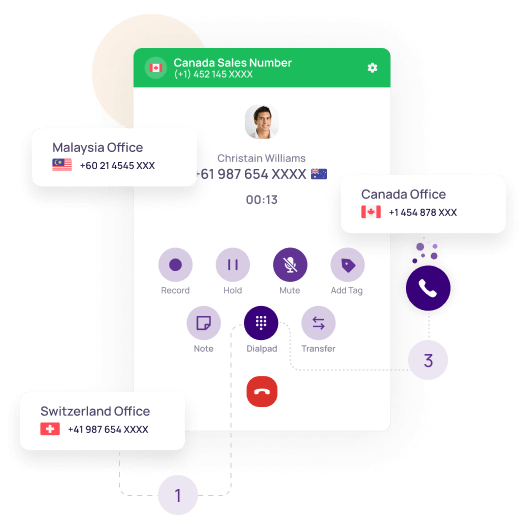 Canada Sales Number
(+1) 452 145 XXXX
Malaysia Office
+60 21 4545 XXX
Christain Williams
+61 987 654 XXXX
00:13
Canada Office
+1 454 878 XXX
Record
Hold
Mute
Add Tag
Note
Dialpad
Transfer
3
Switzerland Office
+41 987 654 XXXX
1